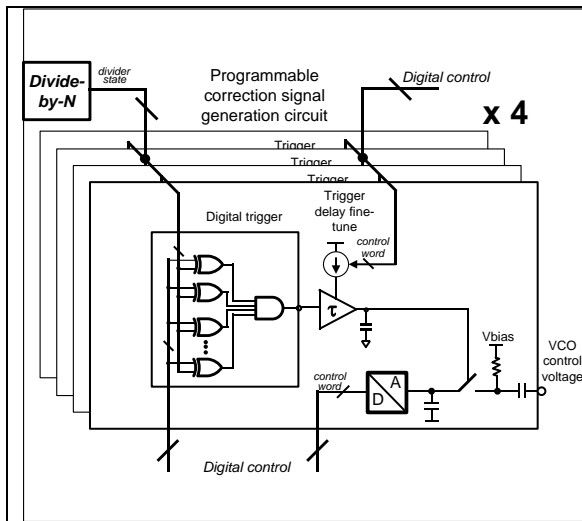 Divide-
by-N
divider
state
Programmable
correction signal
generation circuit
Digital control
x 4
Trigger
Trigger
Trigger
Trigger
delay fine-
tune
Digital trigger
control
word
τ
Vbias
VCO
control
voltage
control
word
D
A
Digital control